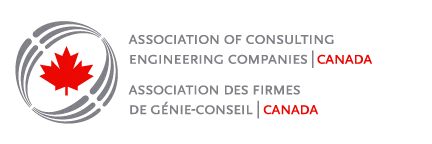 ASSOCIATION OF CONSULTING
ENGINEERING COMPANIES | CANADA
ASSOCIATION DES FIRMES
DE GÉNIE-CONSEIL | CANADA